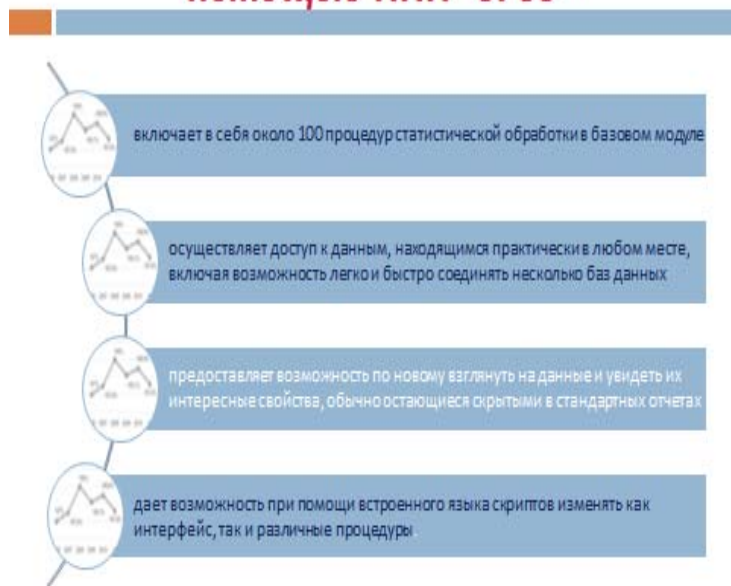 помощью
включает в себя около 100 процедур статистической обработки в базовом модуле
осуществляет доступ к данным, находящимся практически в любом месте,
включая возможность легко и быстро соединять несколько баз данных
предоставляет возможность по новому взглянуть на данные и увидеть их
интересные свойства, обычно остающиеся скрытыми в стандартных отчетах
дает возможность при помощи встроенного языка скриптов изменять как
интерфейс, так и различные процедуры